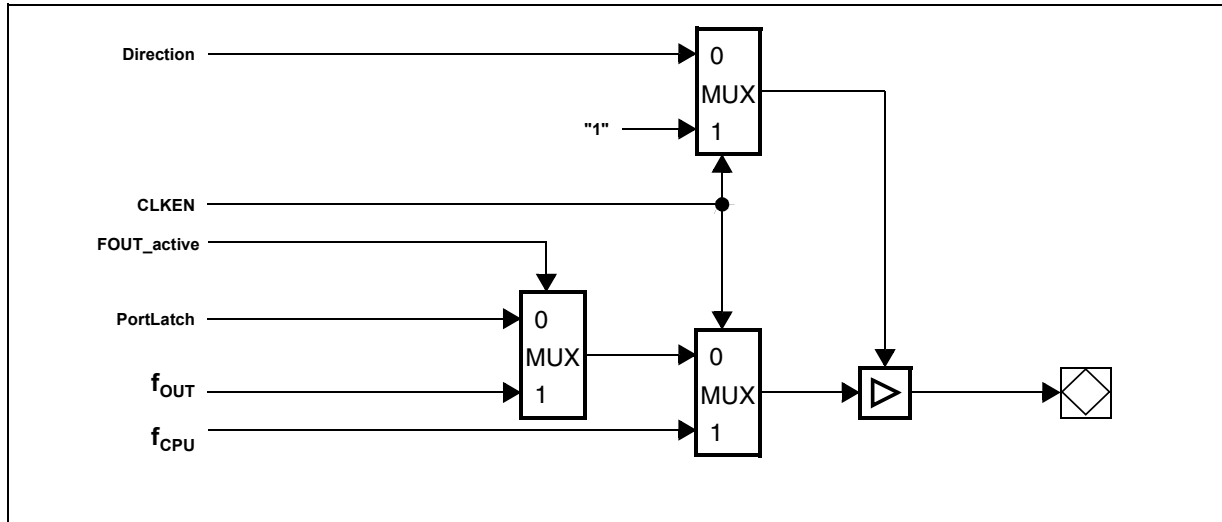 Direction
0
MUX
"1"
1
CLKEN
FOUT_active
PortLatch
0
MUX
0
fOUT
1
MUX
fCPU
1